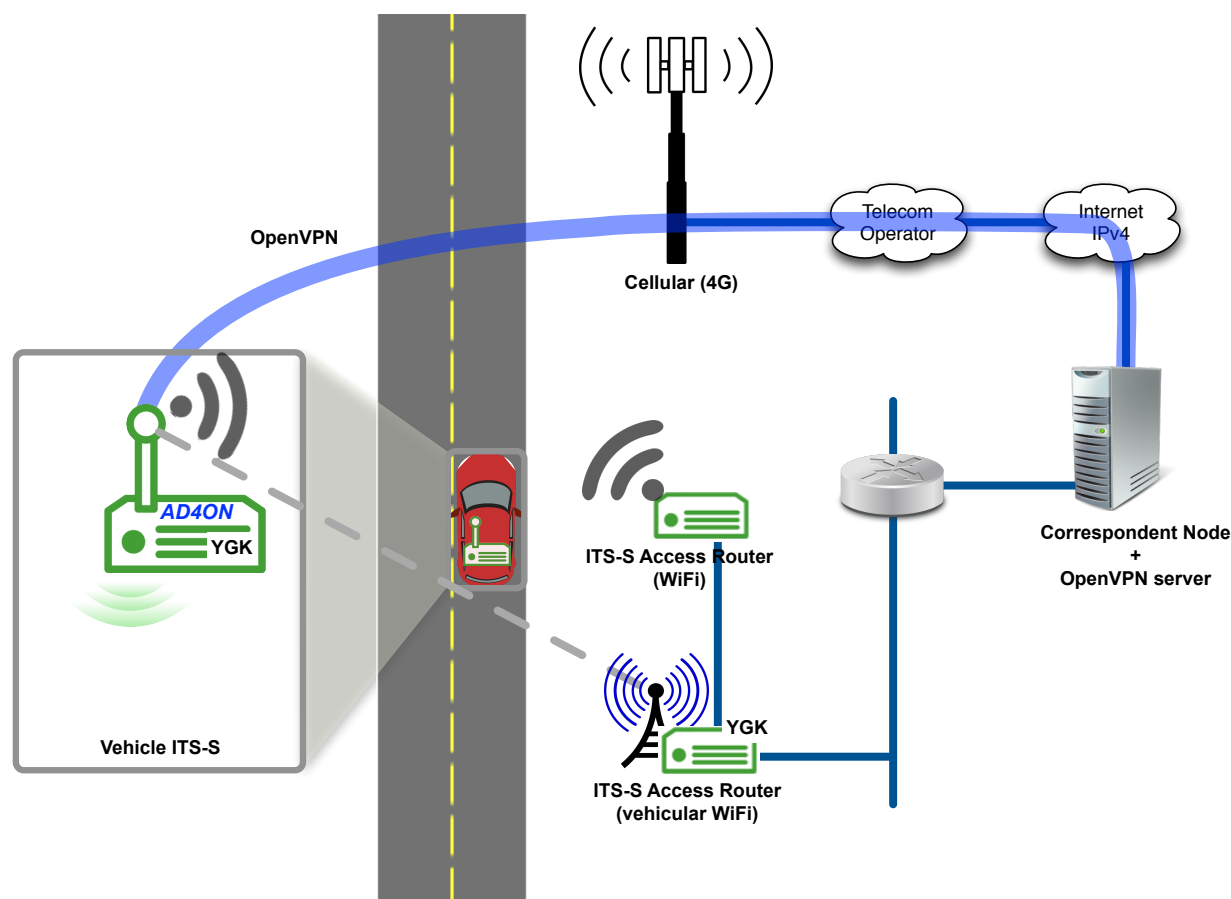 Telecom
Operator
Internet
IPv4
OpenVPN
Cellular (4G)
AD4ON
YGK
ITS-S Access Router
(WiFi)
Correspondent Node
+
OpenVPN server
Vehicle ITS-S
YGK
ITS-S Access Router
(vehicular WiFi)